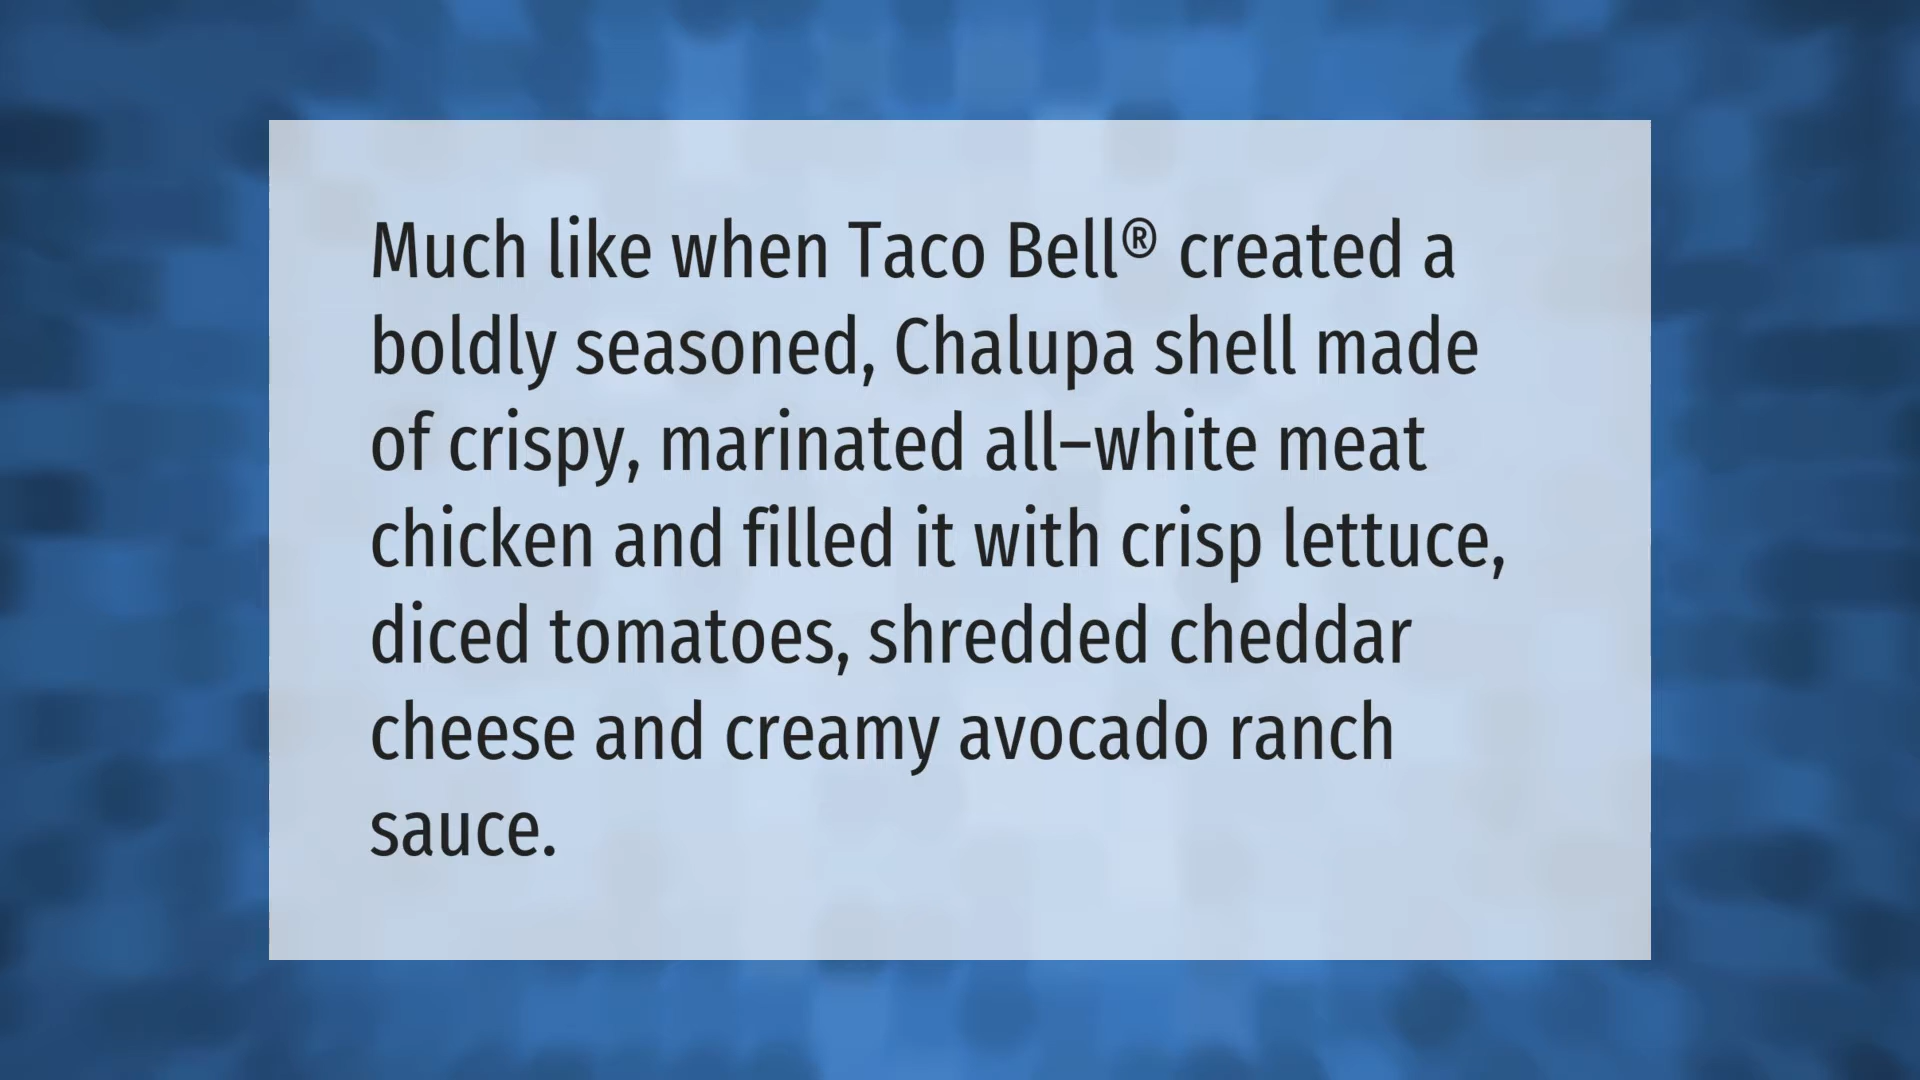 Much like when Taco Bell® created a
boldly seasoned, Chalupa shell made
of crispy, marinated all–white meat
chicken and filled it with crisp lettuce,
diced tomatoes, shredded cheddar
cheese and creamy avocado ranch
sauce.